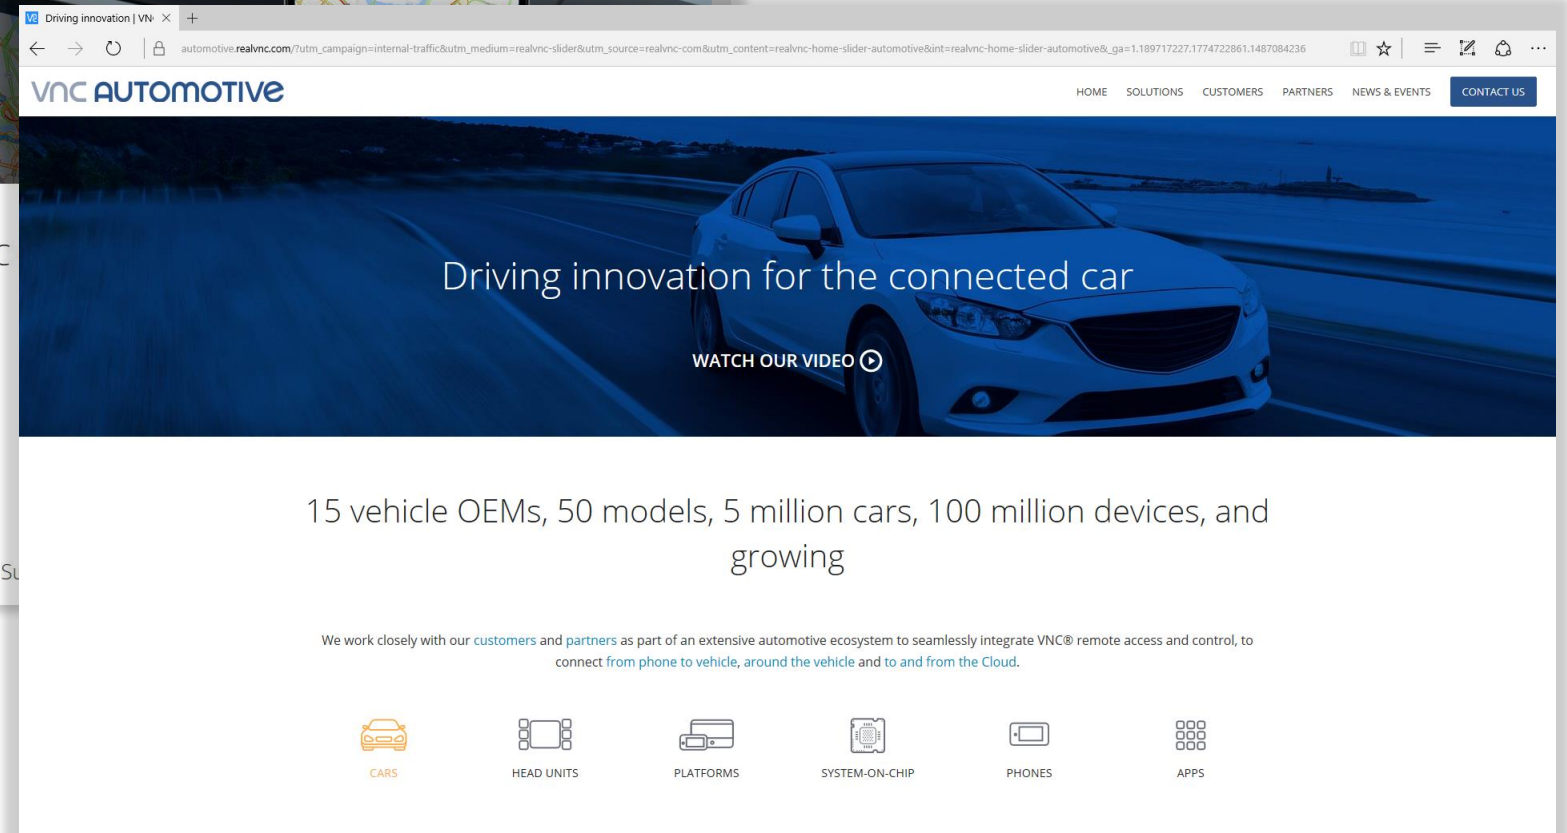 Driving innovation | VN
automotive.realvnc.com/?utm_campaign=internal-traffic&utm_medium=realvnc-slider&utm_source=realvnc-com&utm_content=realvnc-home-slider-automotive&int=realvnc-home-slider-automotive&_ga=1.189717227.1774722861.1487084236
VNC AUTOMOTIVE
HOME SOLUTIONS CUSTOMERS PARTNERS NEWS & EVENTS CONTACT US
Driving innovation for the connected car
WATCH OUR VIDEO
15 vehicle OEMs, 50 models, 5 million cars, 100 million devices, and
growing
We work closely with our customers and partners as part of an extensive automotive ecosystem to seamlessly integrate VNC® remote access and control, to
connect from phone to vehicle, around the vehicle and to and from the Cloud.
CARS HEAD UNITS PLATFORMS SYSTEM-ON-CHIP PHONES APPS